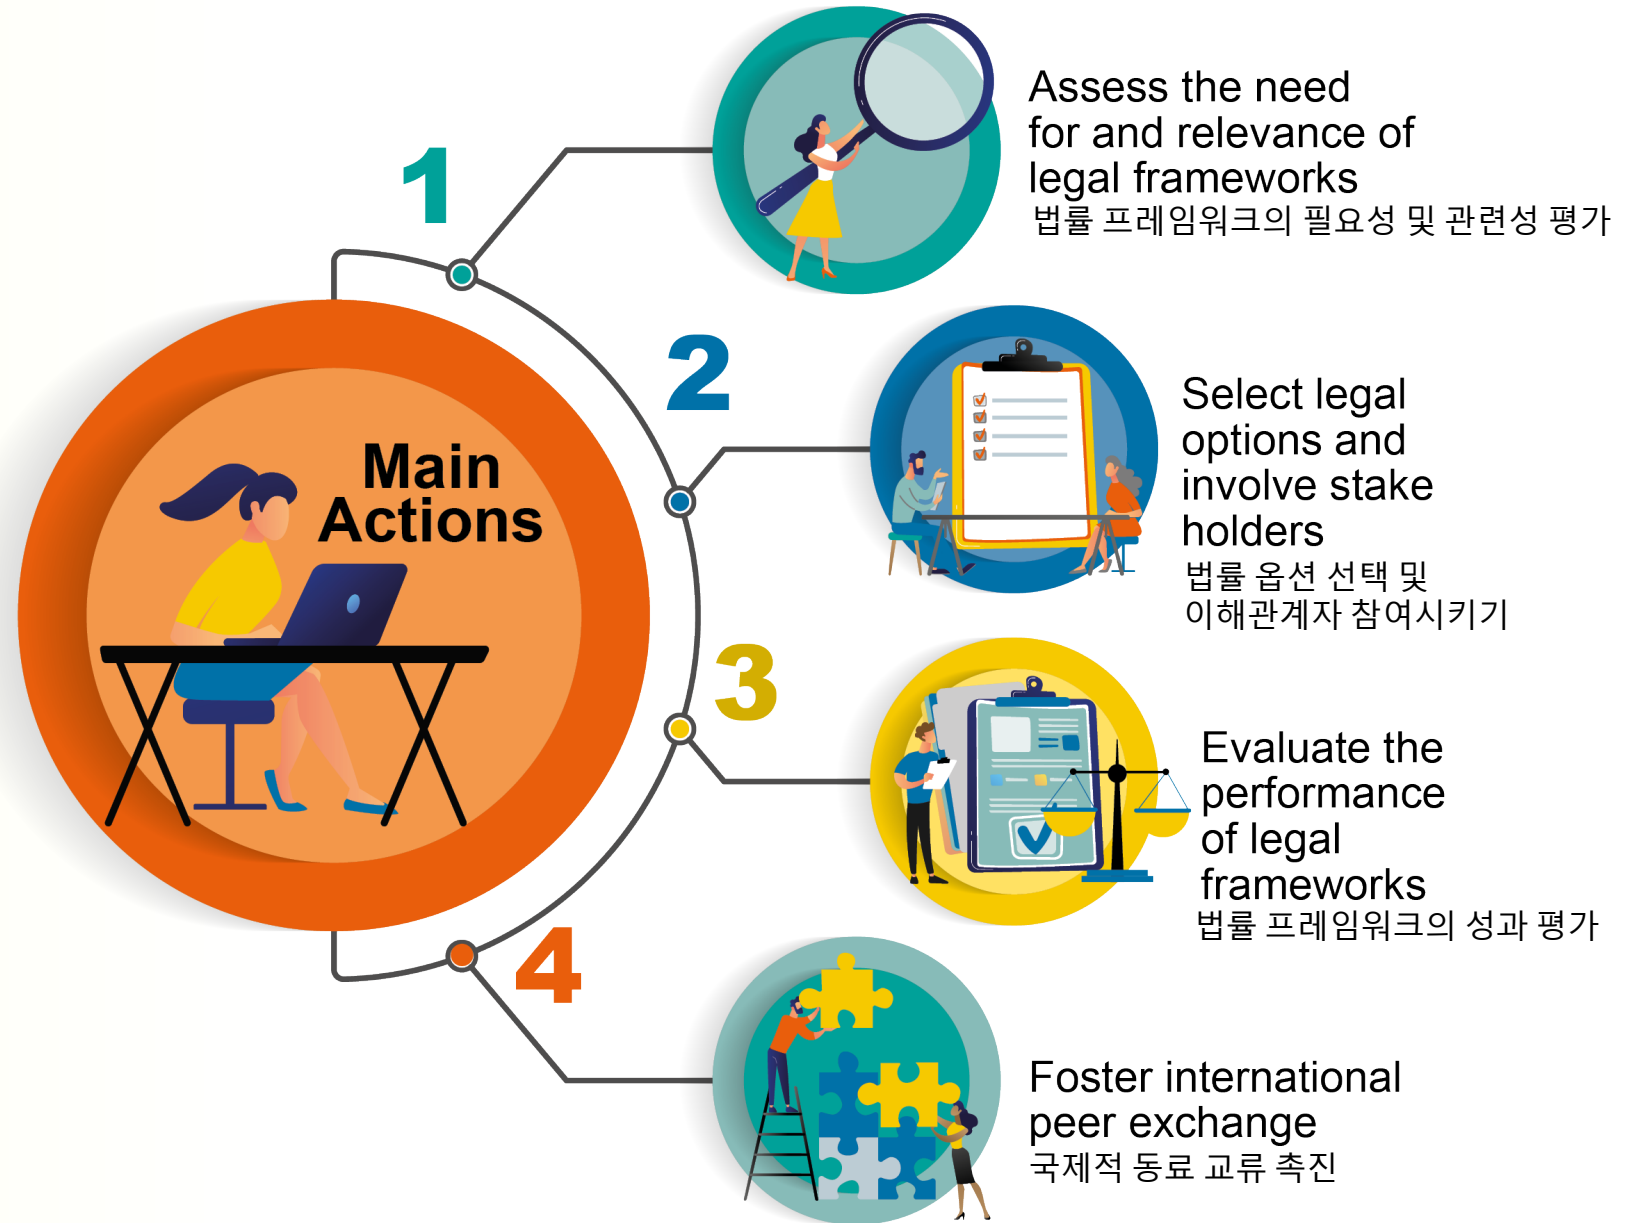 Main
Actions
1
Assess the need
for and relevance of
legal frameworks
법률 프레임워크의 필요성 및 관련성 평가
2
Select legal
options and
involve stake
holders
법률 옵션 선택 및
이해관계자 참여시키기
3
Evaluate the
performance
of legal
frameworks
법률 프레임워크의 성과 평가
4
Foster international
peer exchange
국제적 동료 교류 촉진